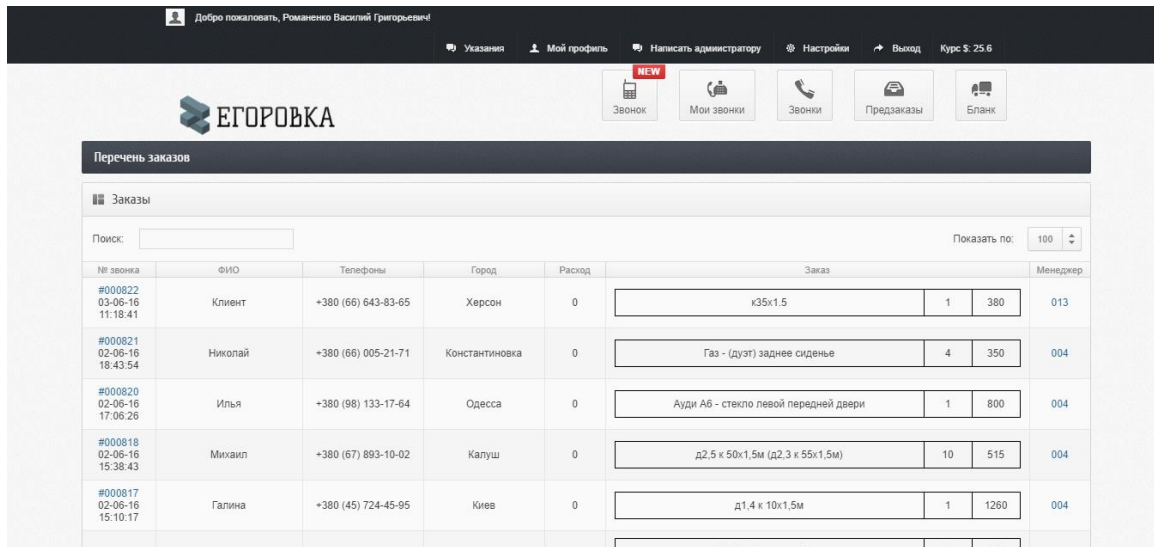 Добро пожаловать, Романенко Василий Григорьевич!
Указания Мой профиль Написать администратору Настройки Выход Курс $: 25.6
NEW
Звонок Мои звонки Звонки Предзаказы Бланк
ЕГОРОВКА
Перечень заказов
Заказы
Поиск: Показать по: 100
№ звонка ФИО Телефоны Город Расход Заказ Менеджер
#000822
03-06-16
11:18:41
Клиент +380 (66) 643-83-65 Херсон 0 к35х1.5 1 380 013
#000821
02-06-16
18:43:54
Николай +380 (66) 005-21-71 Константиновка 0 Газ - (дуэт) заднее сиденье 4 350 004
#000820
02-06-16
17:06:26
Илья +380 (98) 133-17-64 Одесса 0 Ауди А6 - стекло левой передней двери 1 800 004
#000818
02-06-16
15:38:43
Михаил +380 (67) 893-10-02 Калуш 0 д2,5 к 50х1,5м (д2,3 к 55х1,5м) 10 515 004
#000817
02-06-16
15:10:17
Галина +380 (45) 724-45-95 Киев 0 д1,4 к 10х1,5м 1 1260 004